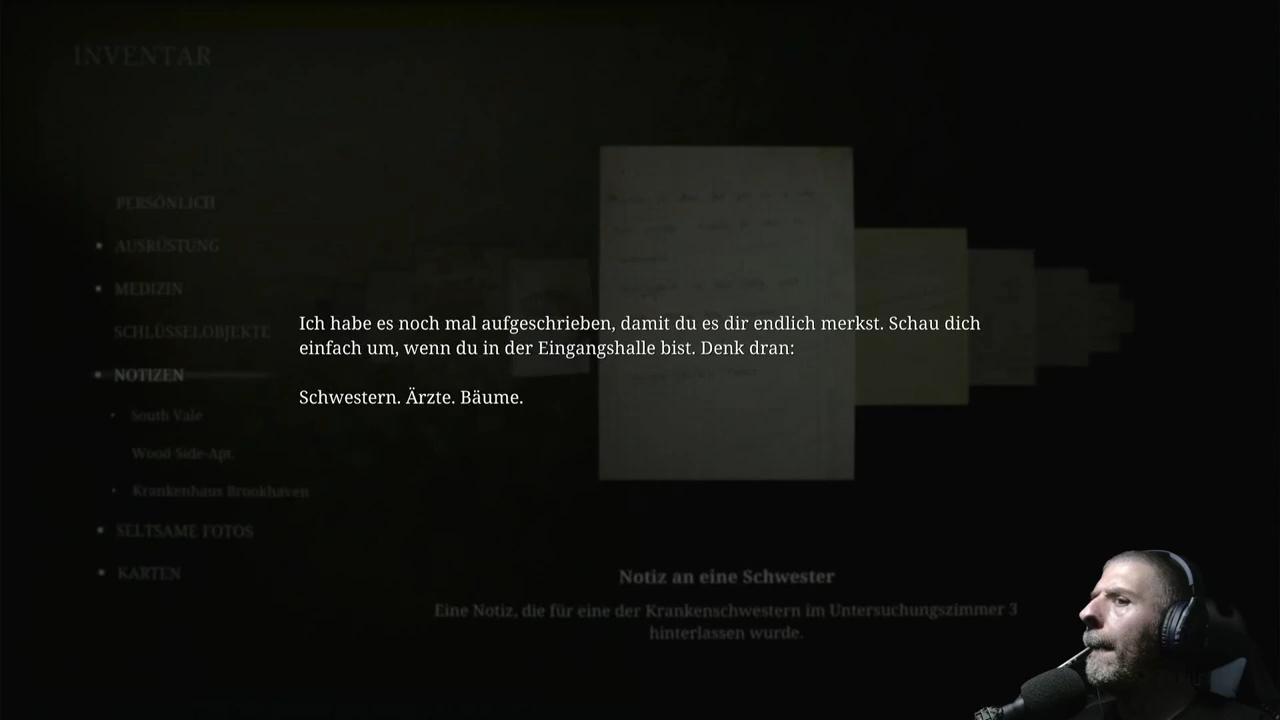 INVENTAR
PERSÖNLICH
AUSRÜSTUNG
MEDIZIN
SCHLÜSSELOBJEKTE
NOTIZEN
South Vale
Wood Side-Apt.
Krankenhaus Brookhaven
SELTSAME FOTOS
KARTEN
Ich habe es noch mal aufgeschrieben, damit du es dir endlich merkst. Schau dich
einfach um, wenn du in der Eingangshalle bist. Denk dran:
Schwestern. Ärzte. Bäume.
Notiz an eine Schwester
Eine Notiz, die für eine der Krankenschwestern im Untersuchungszimmer 3
hinterlassen wurde.